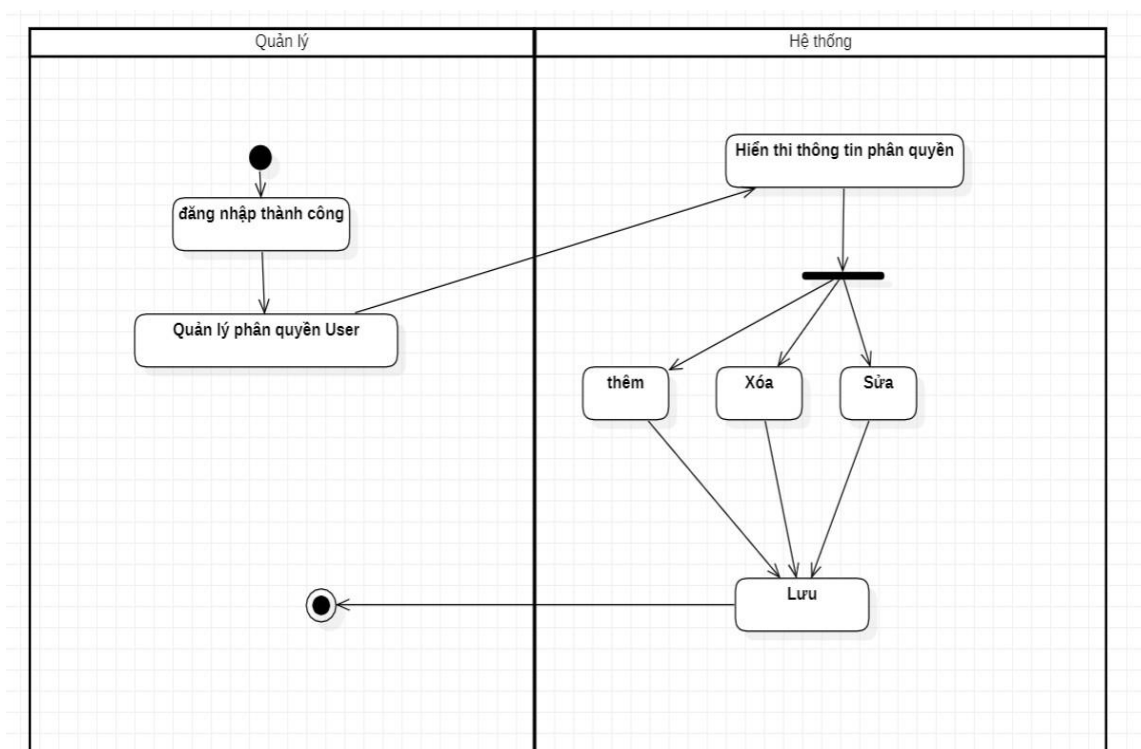 Quản lý
Hệ thống
Hiển thi thông tin phân quyền
đăng nhập thành công
Quản lý phân quyền User
thêm
Xóa
Sửa
Lưu